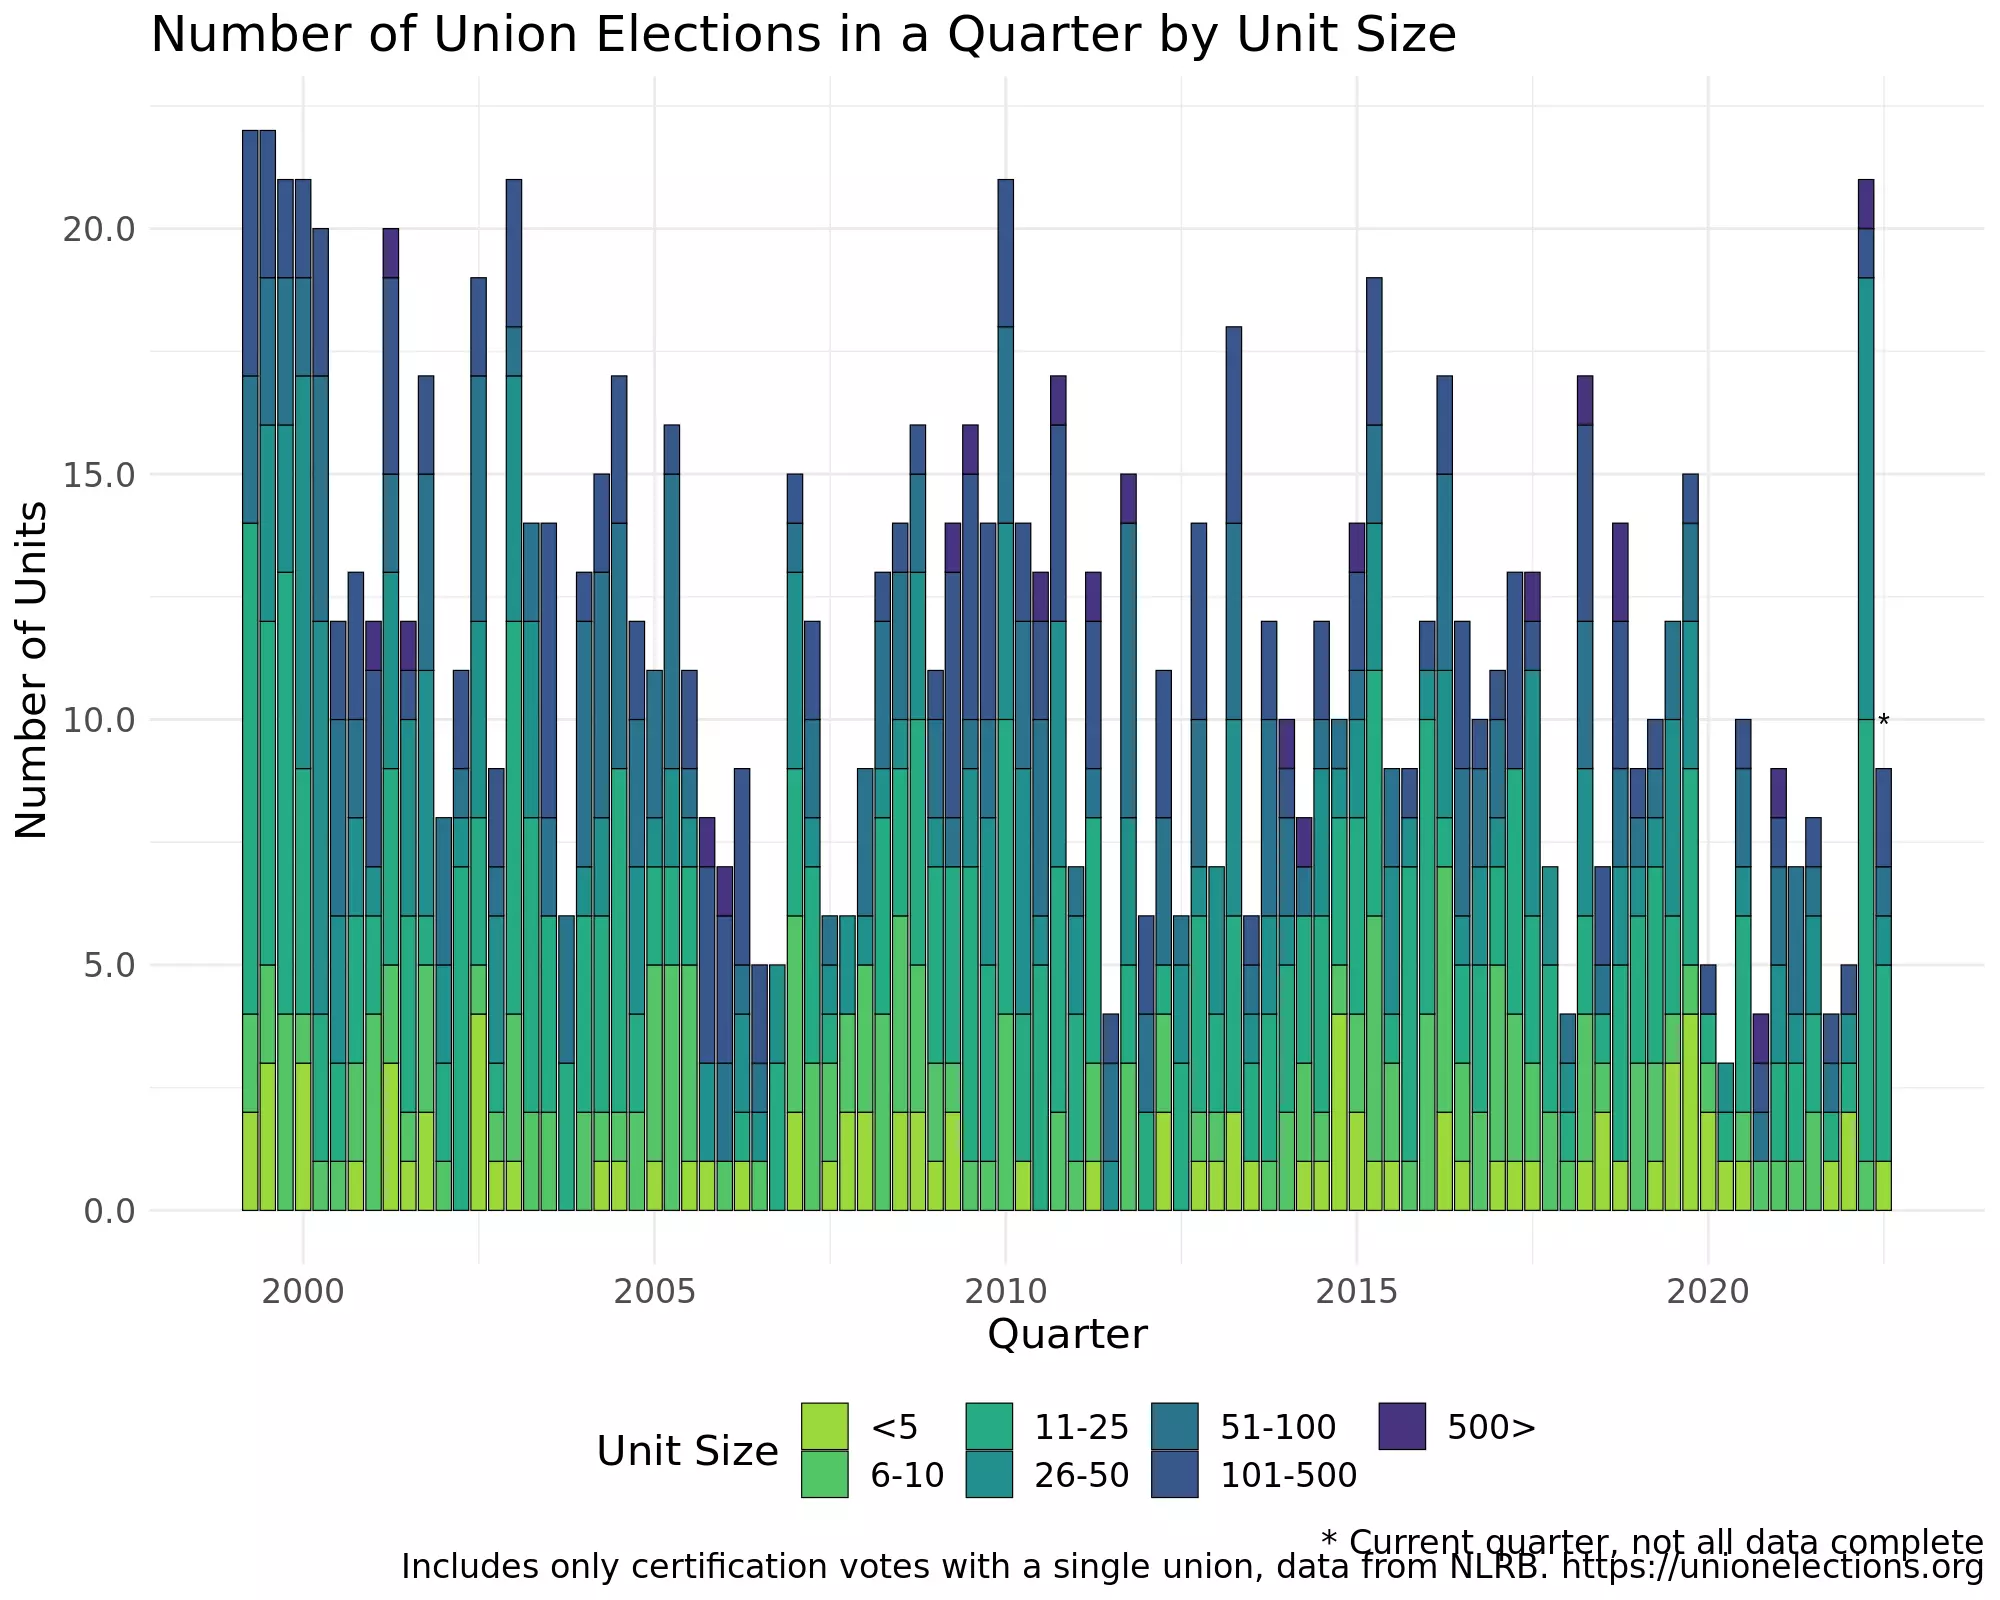 Number of Union Elections in a Quarter by Unit Size
Number of Units
20.0
15.0
10.0
5.0
0.0
*
2000 2005 2010 2015 2020
Quarter
Unit Size
<5 11-25 51-100 500>
6-10 26-50 101-500
* Current quarter, not all data complete
Includes only certification votes with a single union, data from NLRB. https://unionelections.org